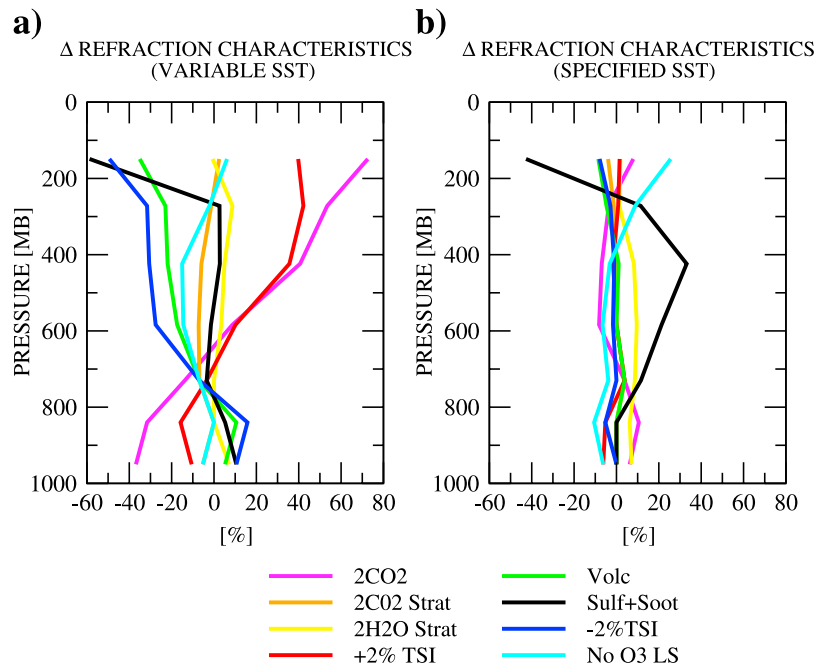 a)
Δ REFRACTION CHARACTERISTICS
(VARIABLE SST)
b)
Δ REFRACTION CHARACTERISTICS
(SPECIFIED SST)
PRESSURE [MB]
0
200
400
600
800
1000
-60 -40 -20 0 20 40 60 80
[%]
PRESSURE [MB]
0
200
400
600
800
1000
-60 -40 -20 0 20 40 60 80
[%]
2CO2
2C02 Strat
2H2O Strat
+2% TSI
Volc
Sulf+Soot
-2%TSI
No O3 LS